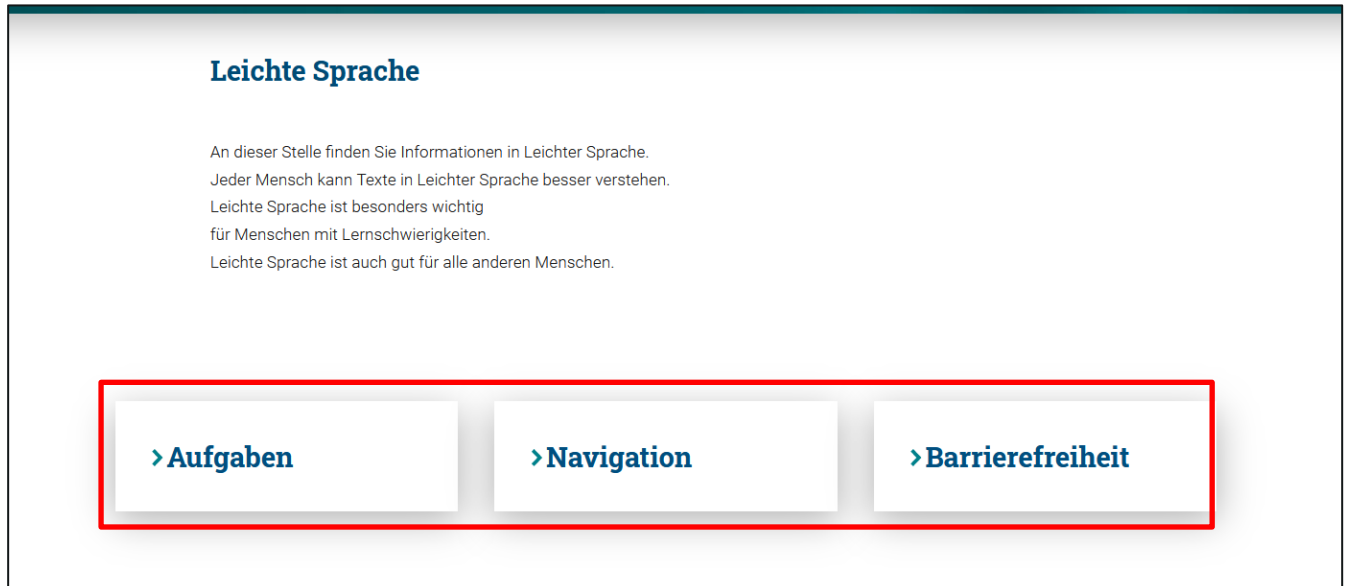 Leichte Sprache
An dieser Stelle finden Sie Informationen in Leichter Sprache.
Jeder Mensch kann Texte in Leichter Sprache besser verstehen.
Leichte Sprache ist besonders wichtig
für Menschen mit Lernschwierigkeiten.
Leichte Sprache ist auch gut für alle anderen Menschen.
Aufgaben
Navigation
Barrierefreiheit